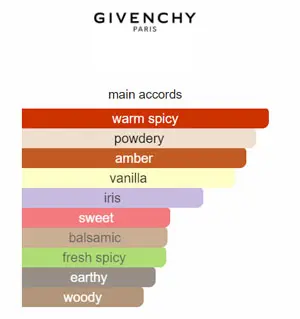 GIVENCHY
PARIS
main accords
warm spicy
powdery
amber
vanilla
iris
sweet
balsamic
fresh spicy
earthy
woody